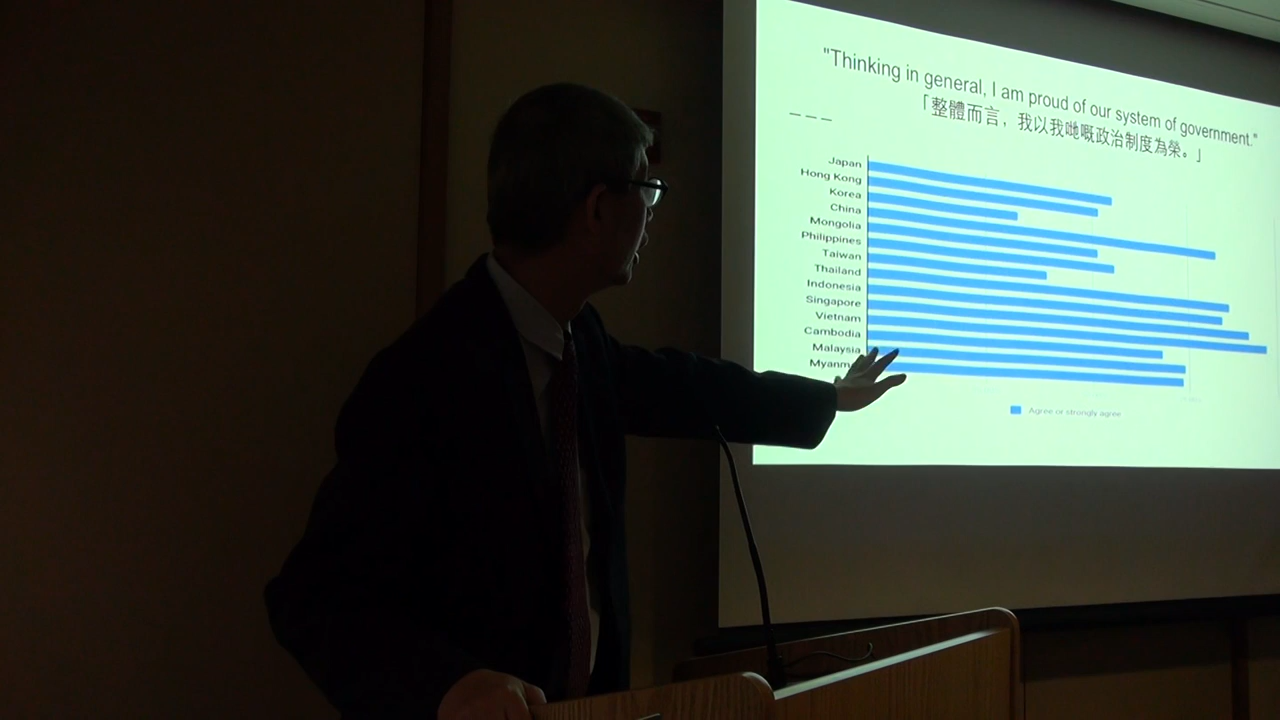 "Thinking in general, I am proud of our system of government."
「整體而言，我以我哋嘅政治制度為榮。」
Japan
Hong Kong
Korea
China
Mongolia
Philippines
Taiwan
Thailand
Indonesia
Singapore
Vietnam
Cambodia
Malaysia
Myanm
Agree or strongly agree